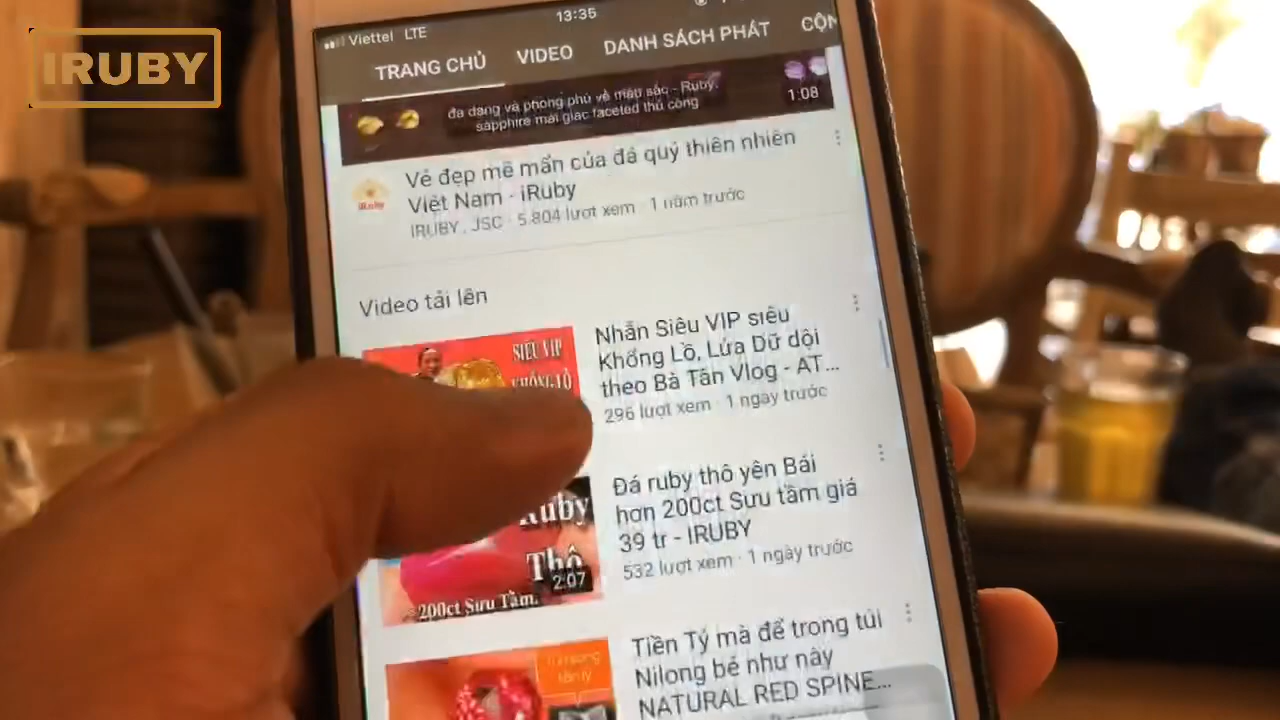 IRUBY
Viettel LTE
13:35
TRANG CHỦ
VIDEO
DANH SÁCH PHÁT
CỘN
đa dạng và phong phú về màu sắc - Ruby,
sapphire mài giác faceted thủ công
1:08
Vẻ đẹp mê mẩn của đá quý thiên nhiên
Việt Nam - iRuby
iRuby
IRUBY , JSC · 5.804 lượt xem · 1 năm trước
Video tải lên
SIÊU VIP
KHỔNG LỒ
Nhẫn Siêu VIP siêu
Khổng Lồ, Lửa Dữ dội
theo Bà Tân Vlog - AT...
296 lượt xem · 1 ngày trước
Ruby
Thô
2:07
200ct Sưu Tầm.
Đá ruby thô yên Bái
hơn 200ct Sưu tầm giá
39 tr - IRUBY
532 lượt xem · 1 ngày trước
Tiền Tý mà để trong túi
Nilong bé như này
NATURAL RED SPINE...